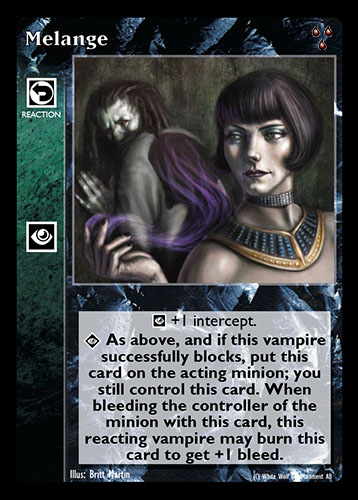 Melange
REACTION
+1 intercept.
As above, and if this vampire
successfully blocks, put this
card on the acting minion; you
still control this card. When
bleeding the controller of the
minion with this card, this
reacting vampire may burn this
card to get +1 bleed.
Illus: Britt Martin
(C) White Wolf Entertainment AB